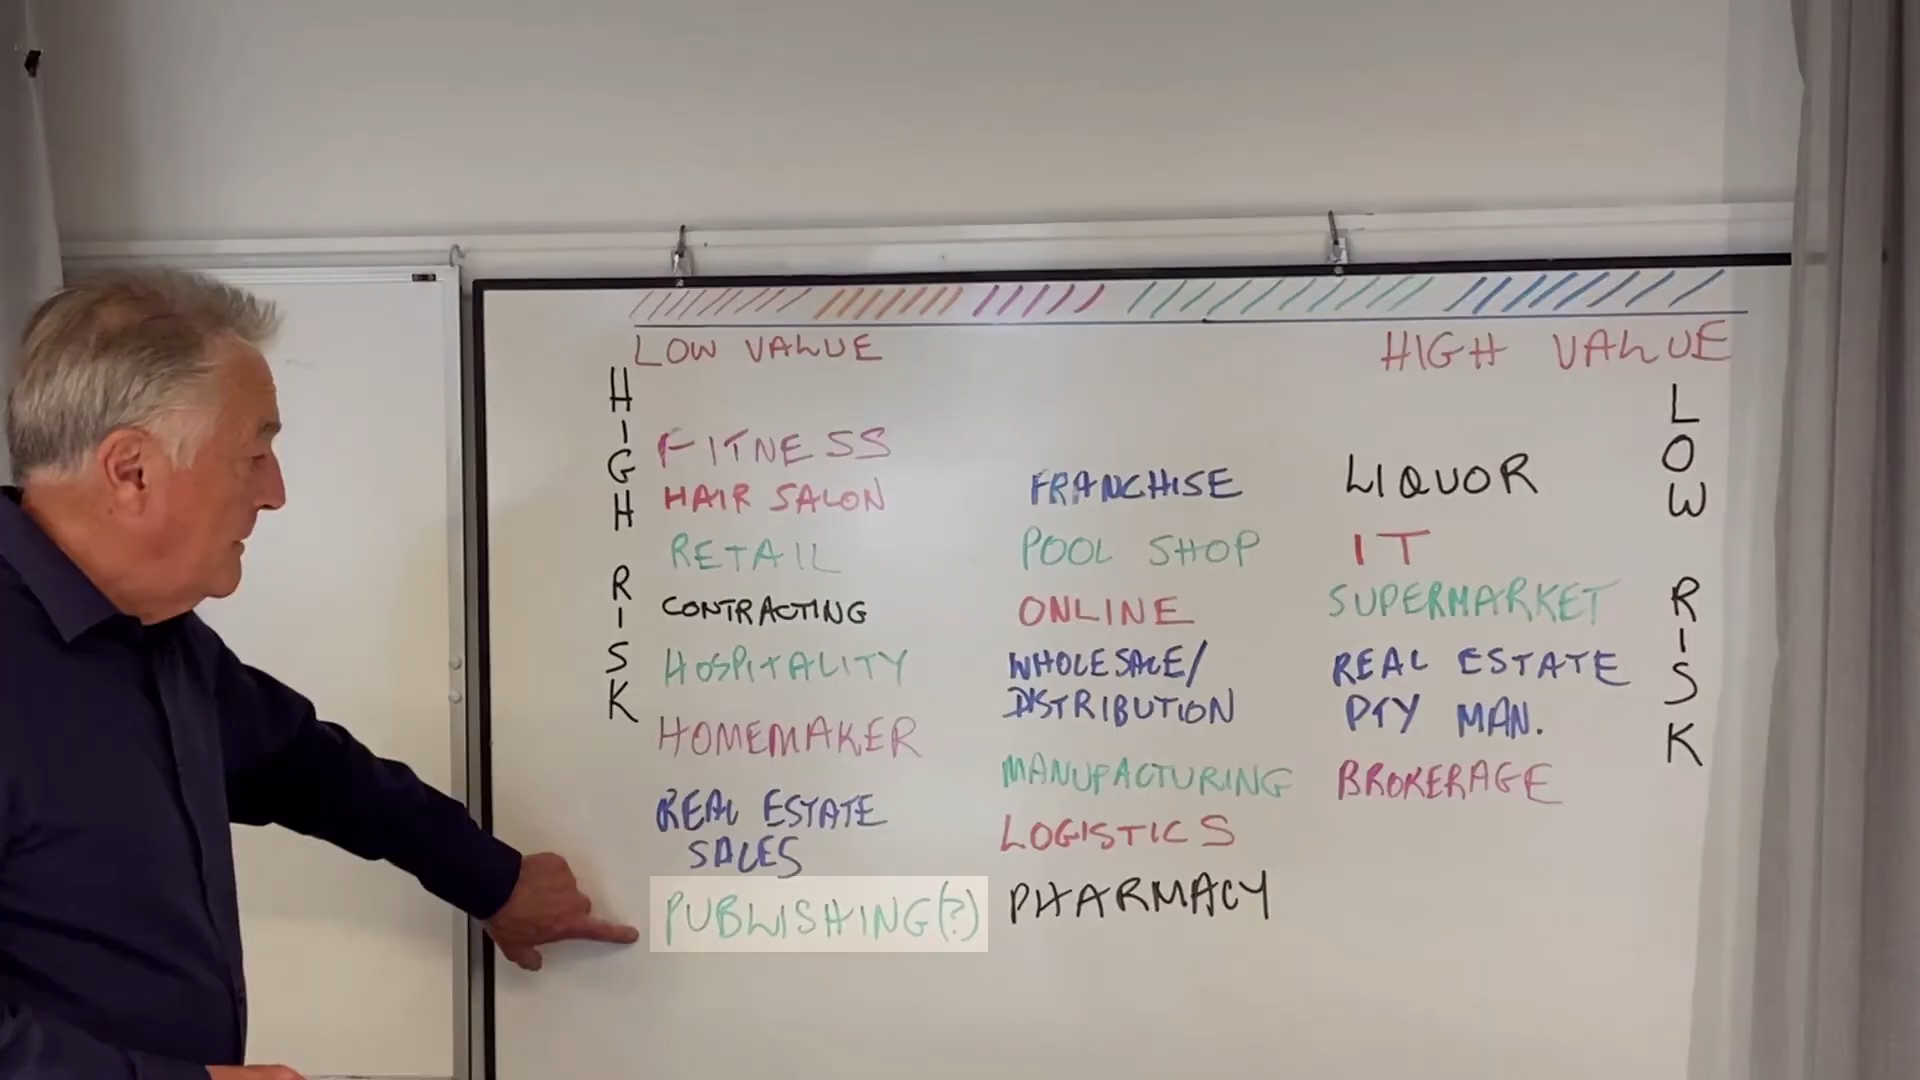 LOW VALUE
HIGH VALUE
HIGH RISK
FITNESS
HAIR SALON
RETAIL
CONTRACTING
HOSPITALITY
HOMEMAKER
REAL ESTATE
SALES
PUBLISHING(?)
FRANCHISE
POOL SHOP
ONLINE
WHOLESALE/
DISTRIBUTION
MANUFACTURING
LOGISTICS
PHARMACY
LIQUOR
IT
SUPERMARKET
REAL ESTATE
PTY MAN.
BROKERAGE
LOW RISK